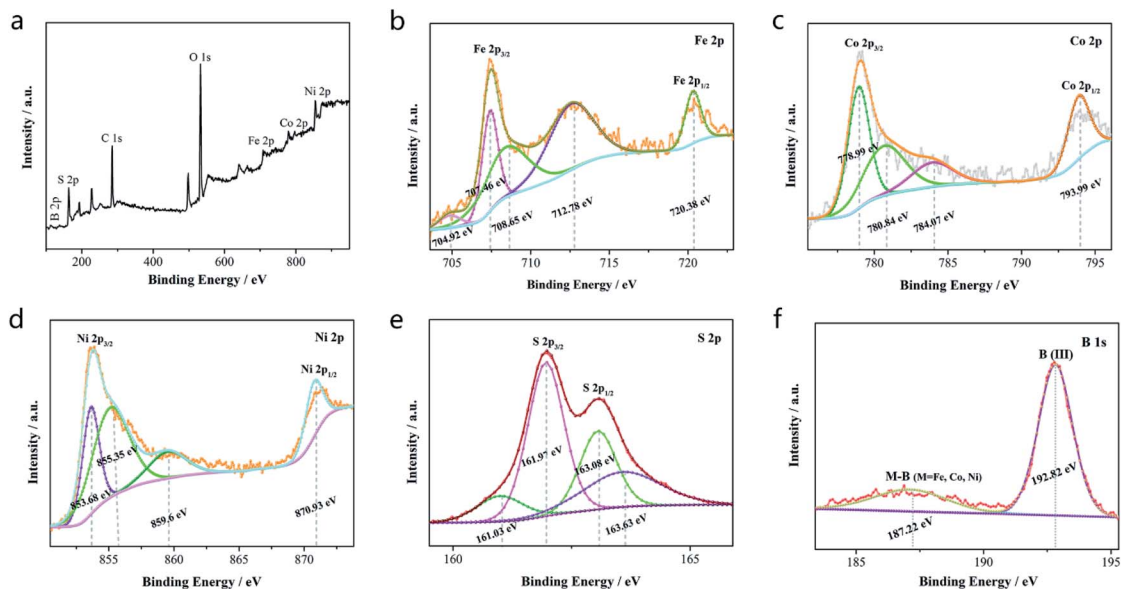 a
Intensity / a.u.
B 2p
S 2p
C 1s
O 1s
Fe 2p
Co 2p
Ni 2p
200 400 600 800
Binding Energy / eV
b
Fe 2p
Intensity / a.u.
Fe 2p3/2
Fe 2p1/2
704.92 eV
707.46 eV
708.65 eV
712.78 eV
720.38 eV
705 710 715 720
Binding Energy / eV
c
Co 2p
Intensity / a.u.
Co 2p3/2
Co 2p1/2
778.99 eV
780.84 eV
784.07 eV
793.99 eV
780 785 790 795
Binding Energy / eV
d
Ni 2p
Intensity / a.u.
Ni 2p3/2
Ni 2p1/2
853.68 eV
855.35 eV
859.6 eV
870.93 eV
855 860 865 870
Binding Energy / eV
e
S 2p
Intensity / a.u.
S 2p3/2
S 2p1/2
161.03 eV
161.97 eV
163.08 eV
163.63 eV
160 165
Binding Energy / eV
f
B 1s
Intensity / a.u.
B (III)
M-B (M=Fe, Co, Ni)
187.22 eV
192.82 eV
185 190 195
Binding Energy / eV